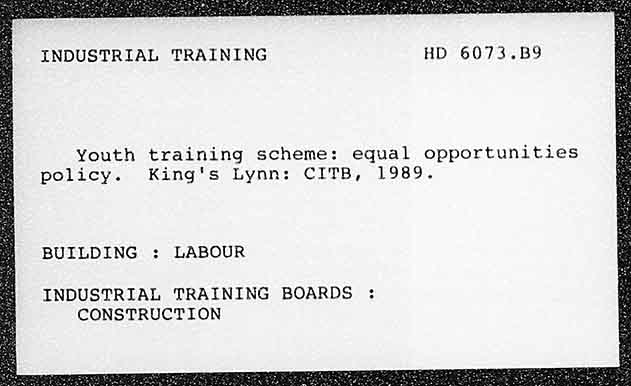 INDUSTRIAL TRAINING HD 6073.B9
Youth training scheme: equal opportunities
policy. King's Lynn: CITB, 1989.
BUILDING : LABOUR
INDUSTRIAL TRAINING BOARDS :
CONSTRUCTION